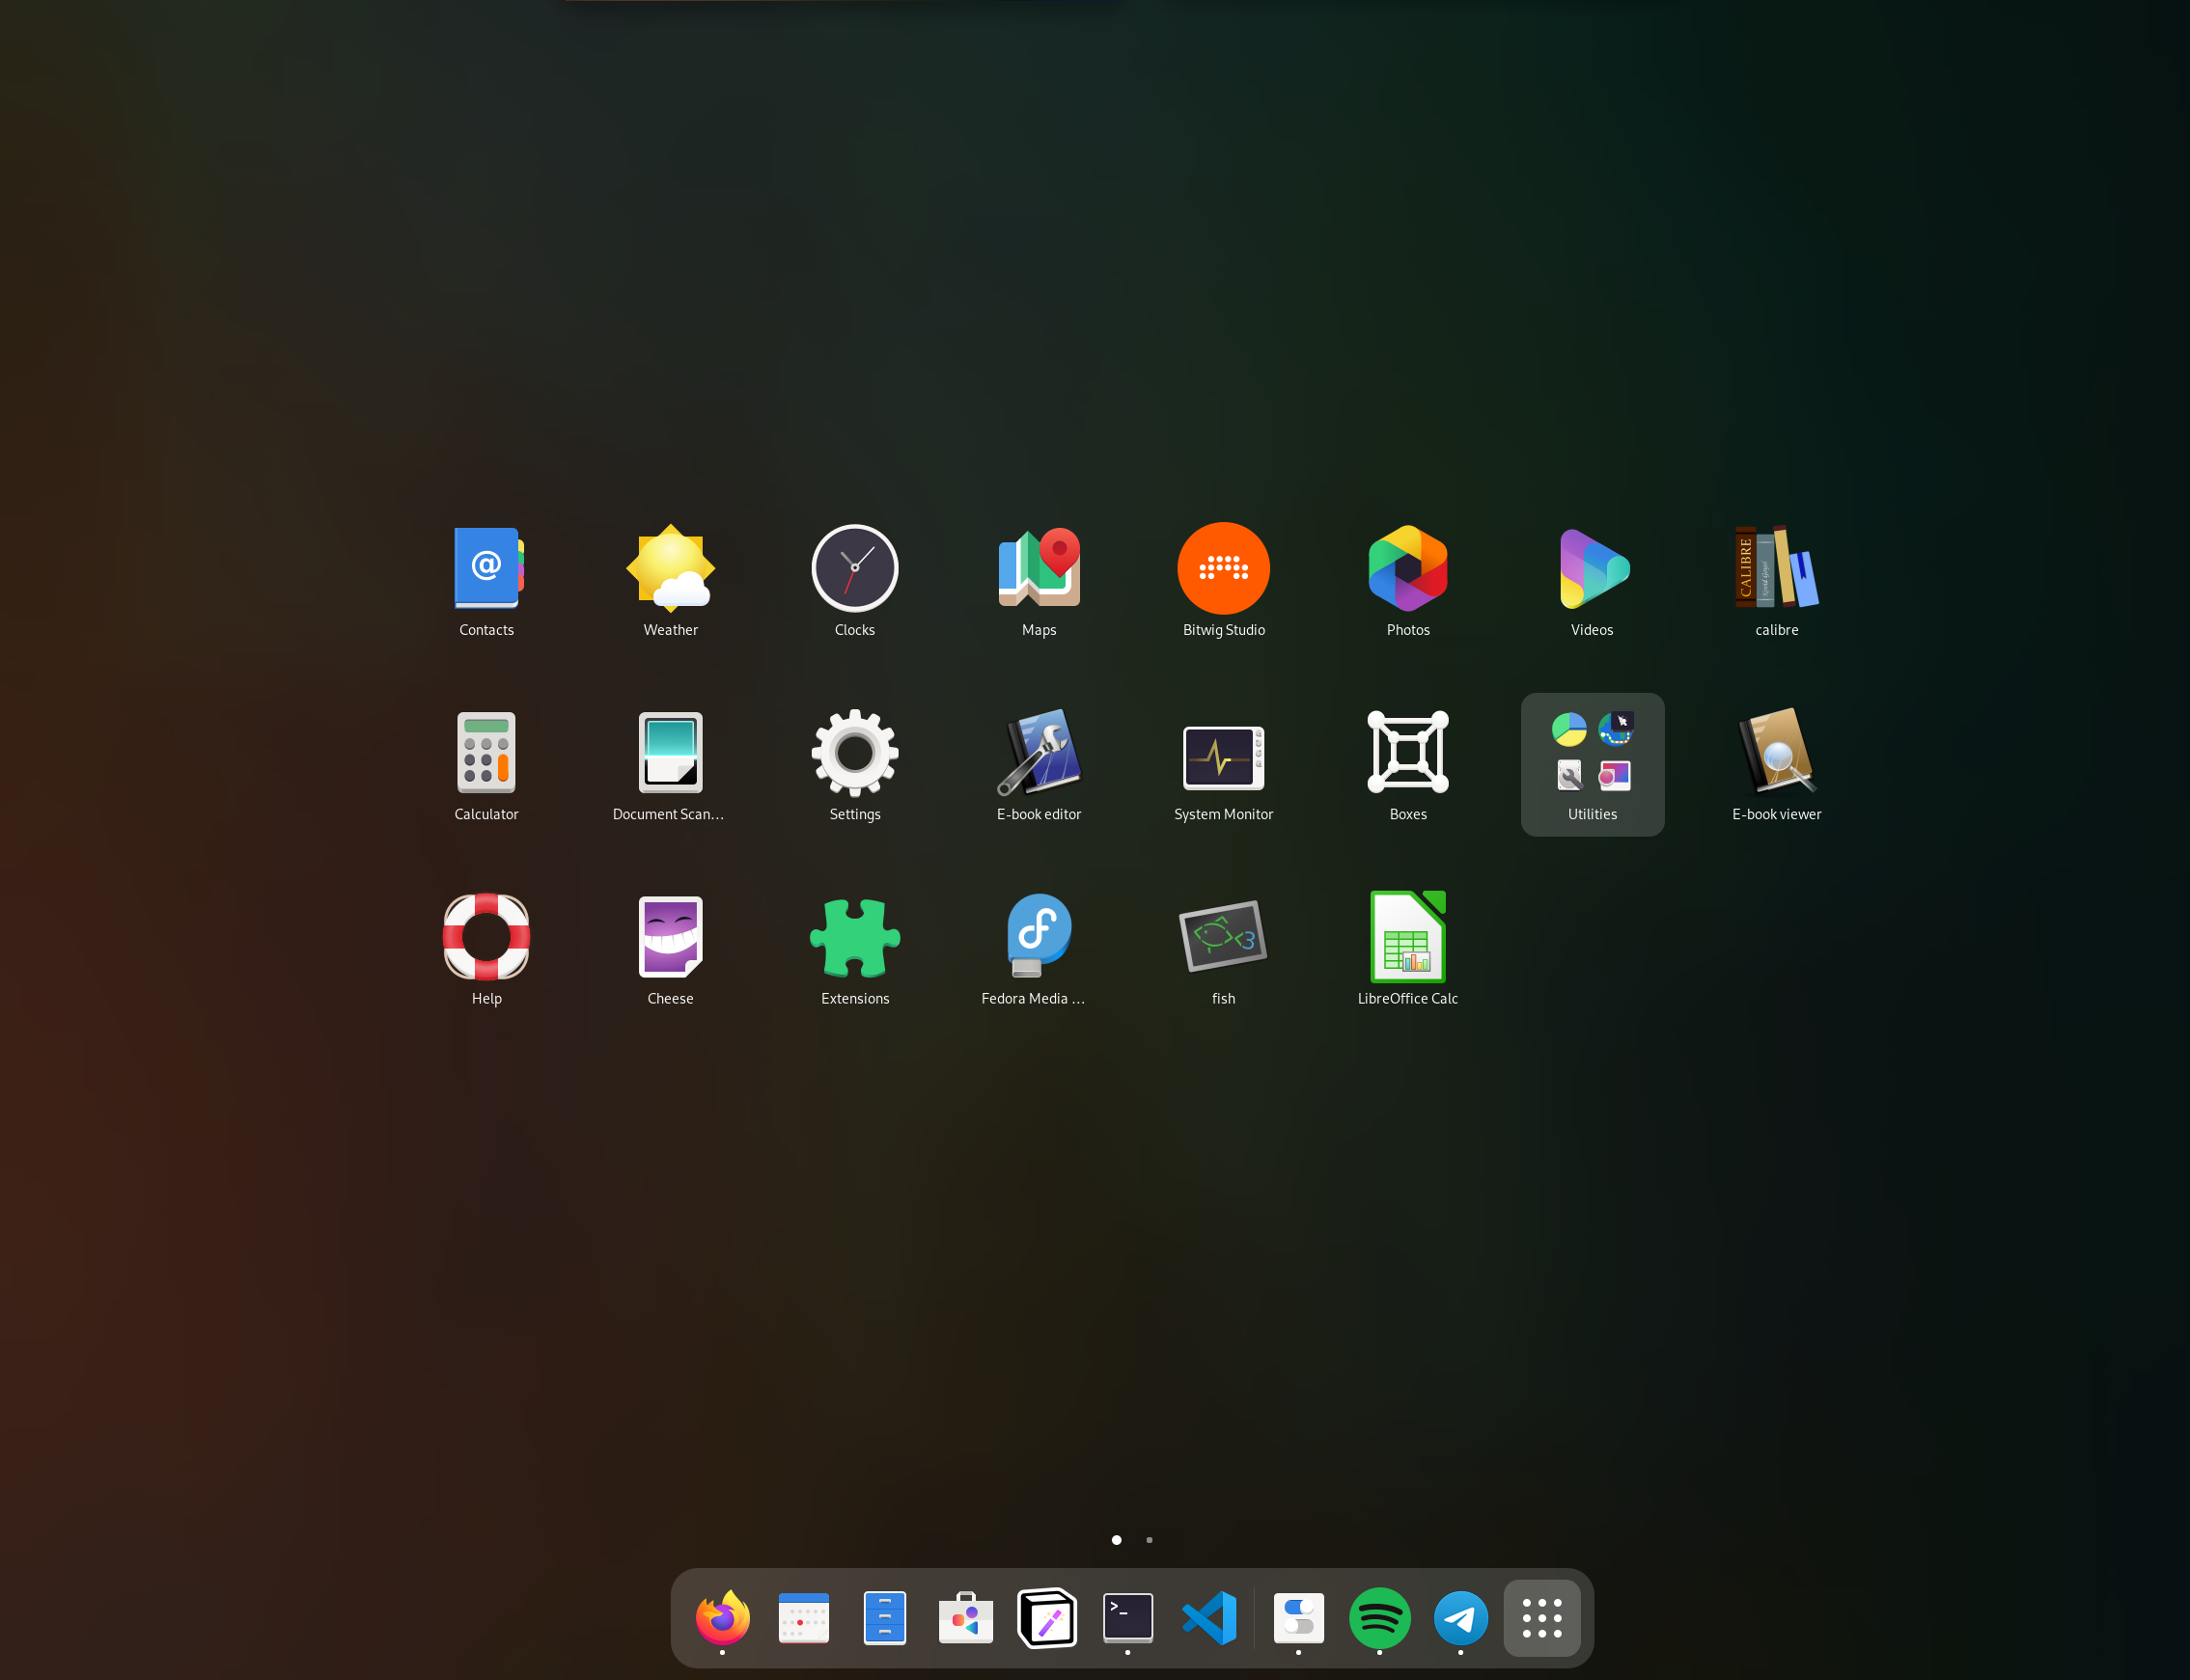 Contacts
Weather
Clocks
Maps
Bitwig Studio
Photos
Videos
CALIBRE
calibre
Calculator
Document Scan…
Settings
E-book editor
System Monitor
Boxes
Utilities
E-book viewer
Help
Cheese
Extensions
Fedora Media …
fish
LibreOffice Calc